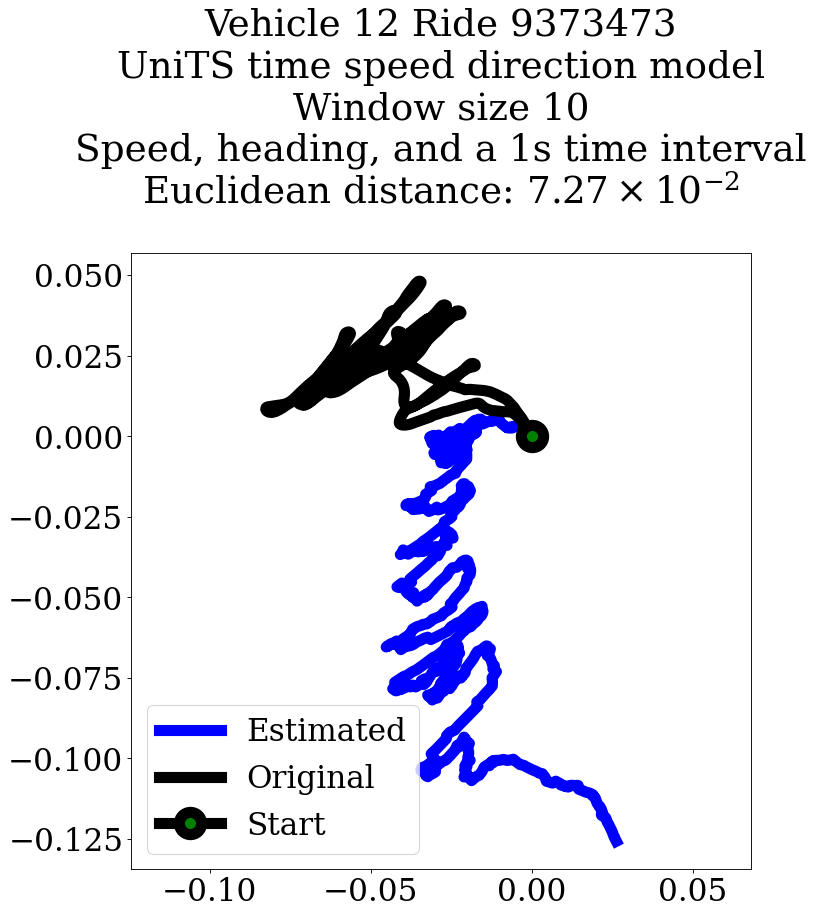 Vehicle 12 Ride 9373473
UniTS time speed direction model
Window size 10
Speed, heading, and a 1s time interval
Euclidean distance: 7.27 × 10⁻²
0.050
0.025
0.000
−0.025
−0.050
−0.075
−0.100
−0.125
Estimated
Original
Start
−0.10
−0.05
0.00
0.05